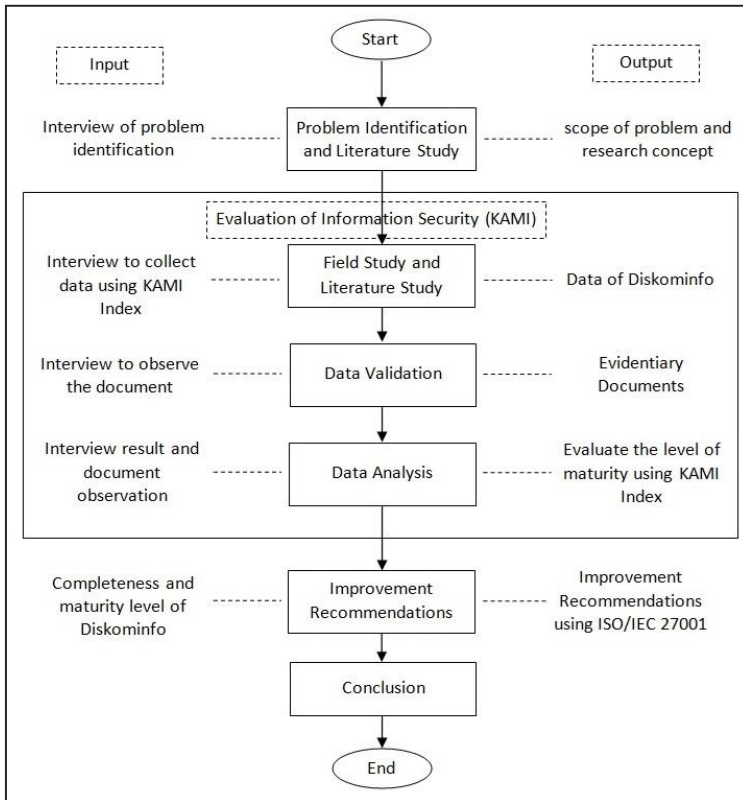 Start
Input
Output
Interview of problem
identification
Problem Identification
and Literature Study
scope of problem and
research concept
Evaluation of Information Security (KAMI)
Interview to collect
data using KAMI
Index
Field Study and
Literature Study
Data of Diskominfo
Interview to observe
the document
Data Validation
Evidentiary
Documents
Interview result and
document
observation
Data Analysis
Evaluate the level of
maturity using KAMI
Index
Completeness and
maturity level of
Diskominfo
Improvement
Recommendations
Improvement
Recommendations
using ISO/IEC 27001
Conclusion
End